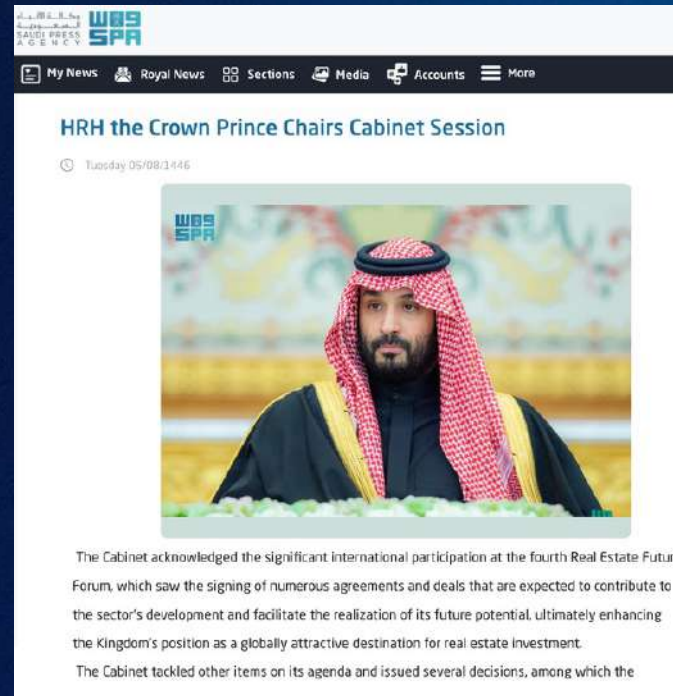 وكالة الأنباء
السعودية
SAUDI PRESS
AGENCY
SPA
My News Royal News Sections Media Accounts More
HRH the Crown Prince Chairs Cabinet Session
Tuesday 05/08/1446
SPA
The Cabinet acknowledged the significant international participation at the fourth Real Estate Futur
Forum, which saw the signing of numerous agreements and deals that are expected to contribute to
the sector's development and facilitate the realization of its future potential, ultimately enhancing
the Kingdom's position as a globally attractive destination for real estate investment.
The Cabinet tackled other items on its agenda and issued several decisions, among which the